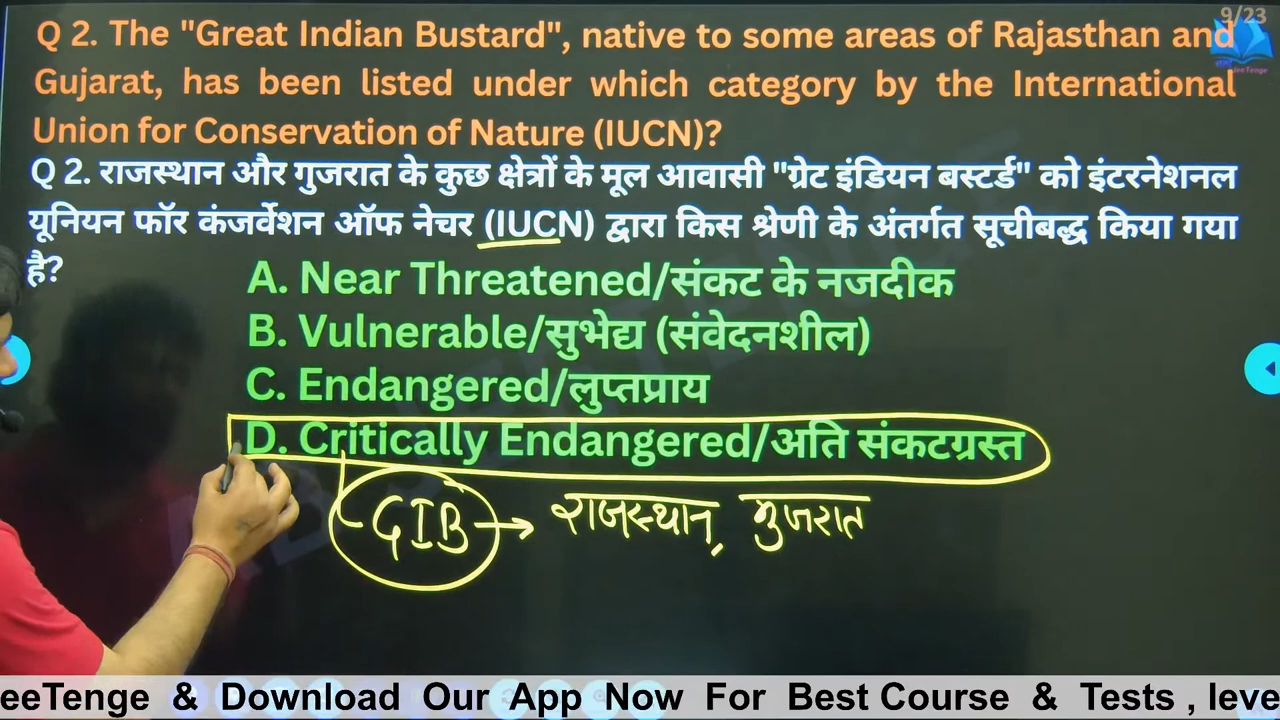 9/23
Q 2. The "Great Indian Bustard", native to some areas of Rajasthan and
Gujarat, has been listed under which category by the International
Union for Conservation of Nature (IUCN)?
Q 2. राजस्थान और गुजरात के कुछ क्षेत्रों के मूल आवासी "ग्रेट इंडियन बस्टर्ड" को इंटरनेशनल
यूनियन फॉर कंजर्वेशन ऑफ नेचर (IUCN) द्वारा किस श्रेणी के अंतर्गत सूचीबद्ध किया गया
है?
A. Near Threatened/संकट के नजदीक
B. Vulnerable/सुभेद्य (संवेदनशील)
C. Endangered/लुप्तप्राय
D. Critically Endangered/अति संकटग्रस्त
GIB → राजस्थान, गुजरात
eeTenge & Download Our App Now For Best Course & Tests , leve